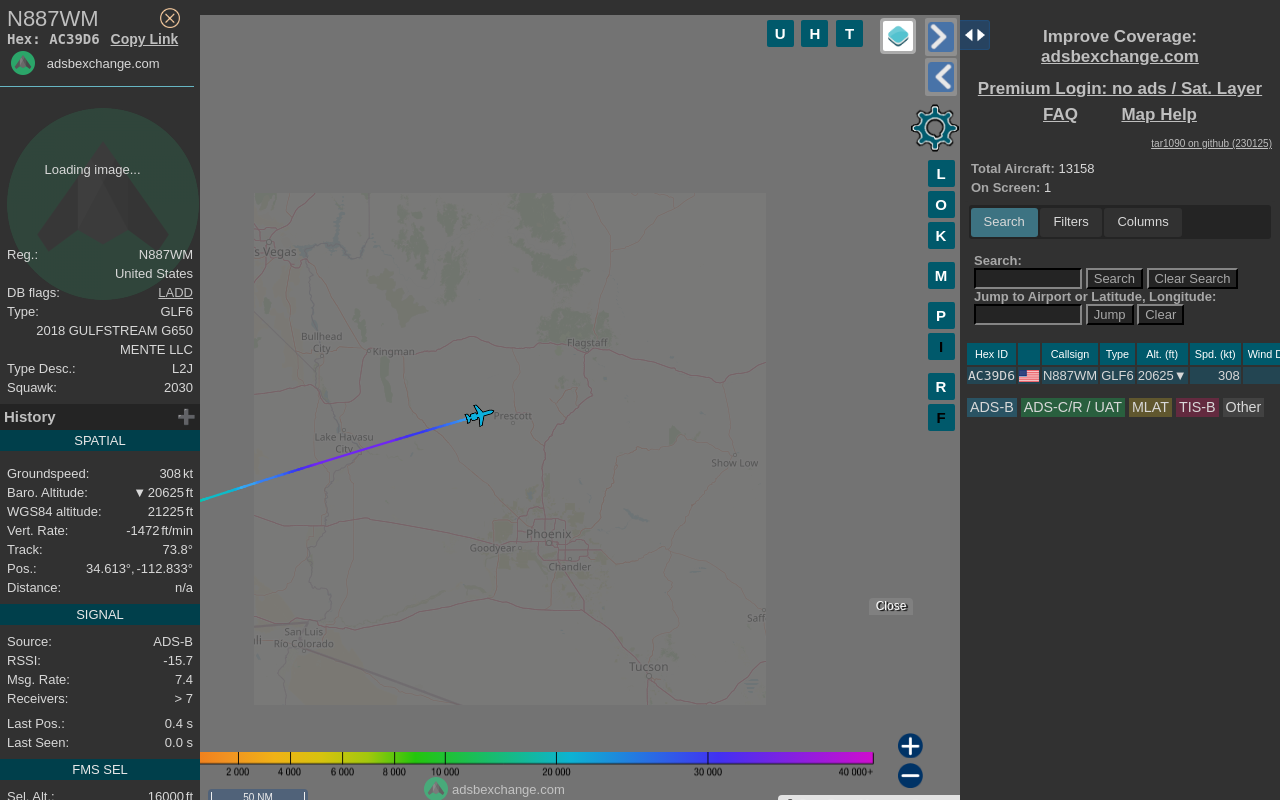 N887WM
Hex: AC39D6 Copy Link
adsbexchange.com
Loading image...
Reg.: N887WM
United States
DB flags: LADD
Type: GLF6
2018 GULFSTREAM G650
MENTE LLC
Type Desc.: L2J
Squawk: 2030
History
SPATIAL
Groundspeed: 308 kt
Baro. Altitude: ▼ 20625 ft
WGS84 altitude: 21225 ft
Vert. Rate: -1472 ft/min
Track: 73.8°
Pos.: 34.613°, -112.833°
Distance: n/a
SIGNAL
Source: ADS-B
RSSI: -15.7
Msg. Rate: 7.4
Receivers: > 7
Last Pos.: 0.4 s
Last Seen: 0.0 s
FMS SEL
Sel. Alt.: 16000 ft
U H T
L
O
K
M
P
I
R
F
s Vegas
Bullhead
City
Kingman
Flagstaff
Prescott
Lake Havasu
City
Show Low
Phoenix
Goodyear
Chandler
San Luis
Río Colorado
Saff
Tucson
Close
2 000 4 000 6 000 8 000 10 000 20 000 30 000 40 000+
adsbexchange.com
50 NM
Improve Coverage:
adsbexchange.com
Premium Login: no ads / Sat. Layer
FAQ Map Help
tar1090 on github (230125)
Total Aircraft: 13158
On Screen: 1
Search Filters Columns
Search:
Search Clear Search
Jump to Airport or Latitude, Longitude:
Jump Clear
Hex ID Callsign Type Alt. (ft) Spd. (kt) Wind D
AC39D6 N887WM GLF6 20625▼ 308
ADS-B ADS-C/R / UAT MLAT TIS-B Other